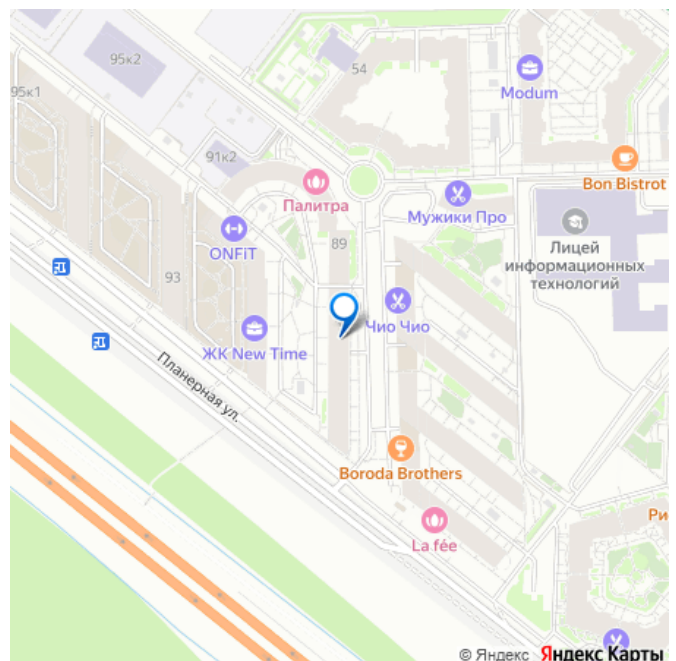 95к2
54
95к1
Modum
91к2
Bon Bistrot
Палитра
Мужики Про
89
ONFIT
Лицей
информационных
технологий
93
Чио Чио
ЖК New Time
Планерная ул.
Boroda Brothers
La fée
Ри
© Яндекс Яндекс Карты